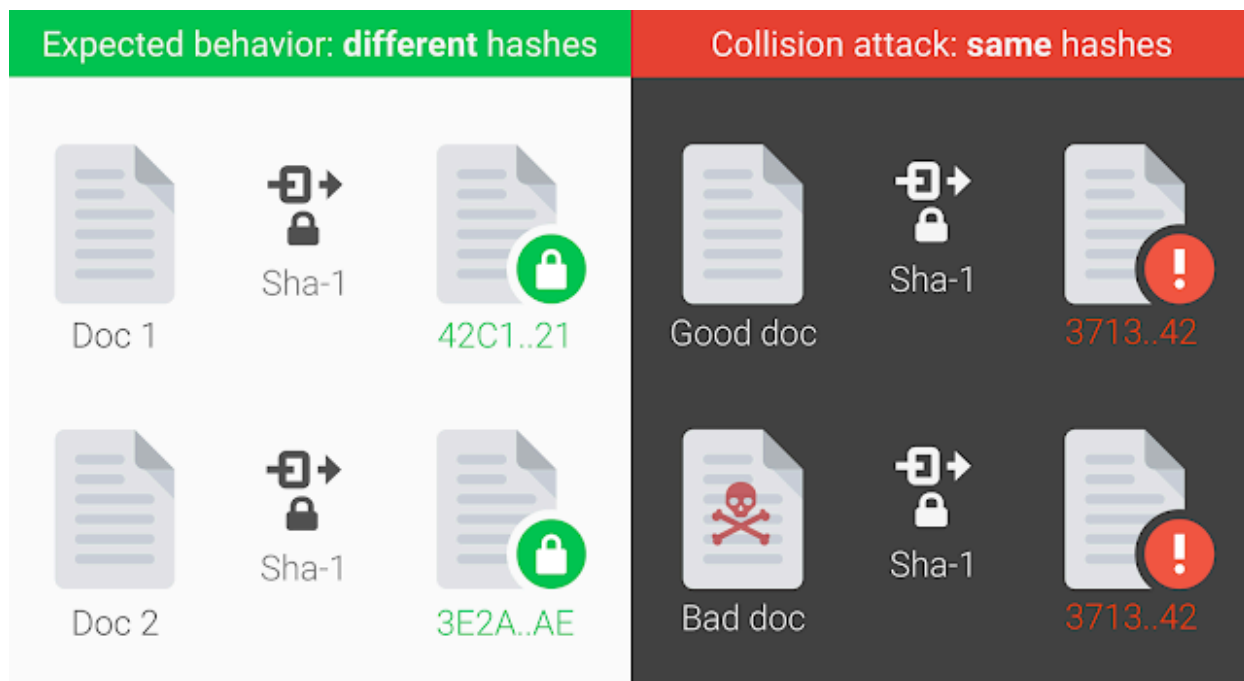 Expected behavior: different hashes
Sha-1
Doc 1
42C1..21
Sha-1
Doc 2
3E2A..AE
Collision attack: same hashes
Sha-1
Good doc
3713..42
Sha-1
Bad doc
3713..42